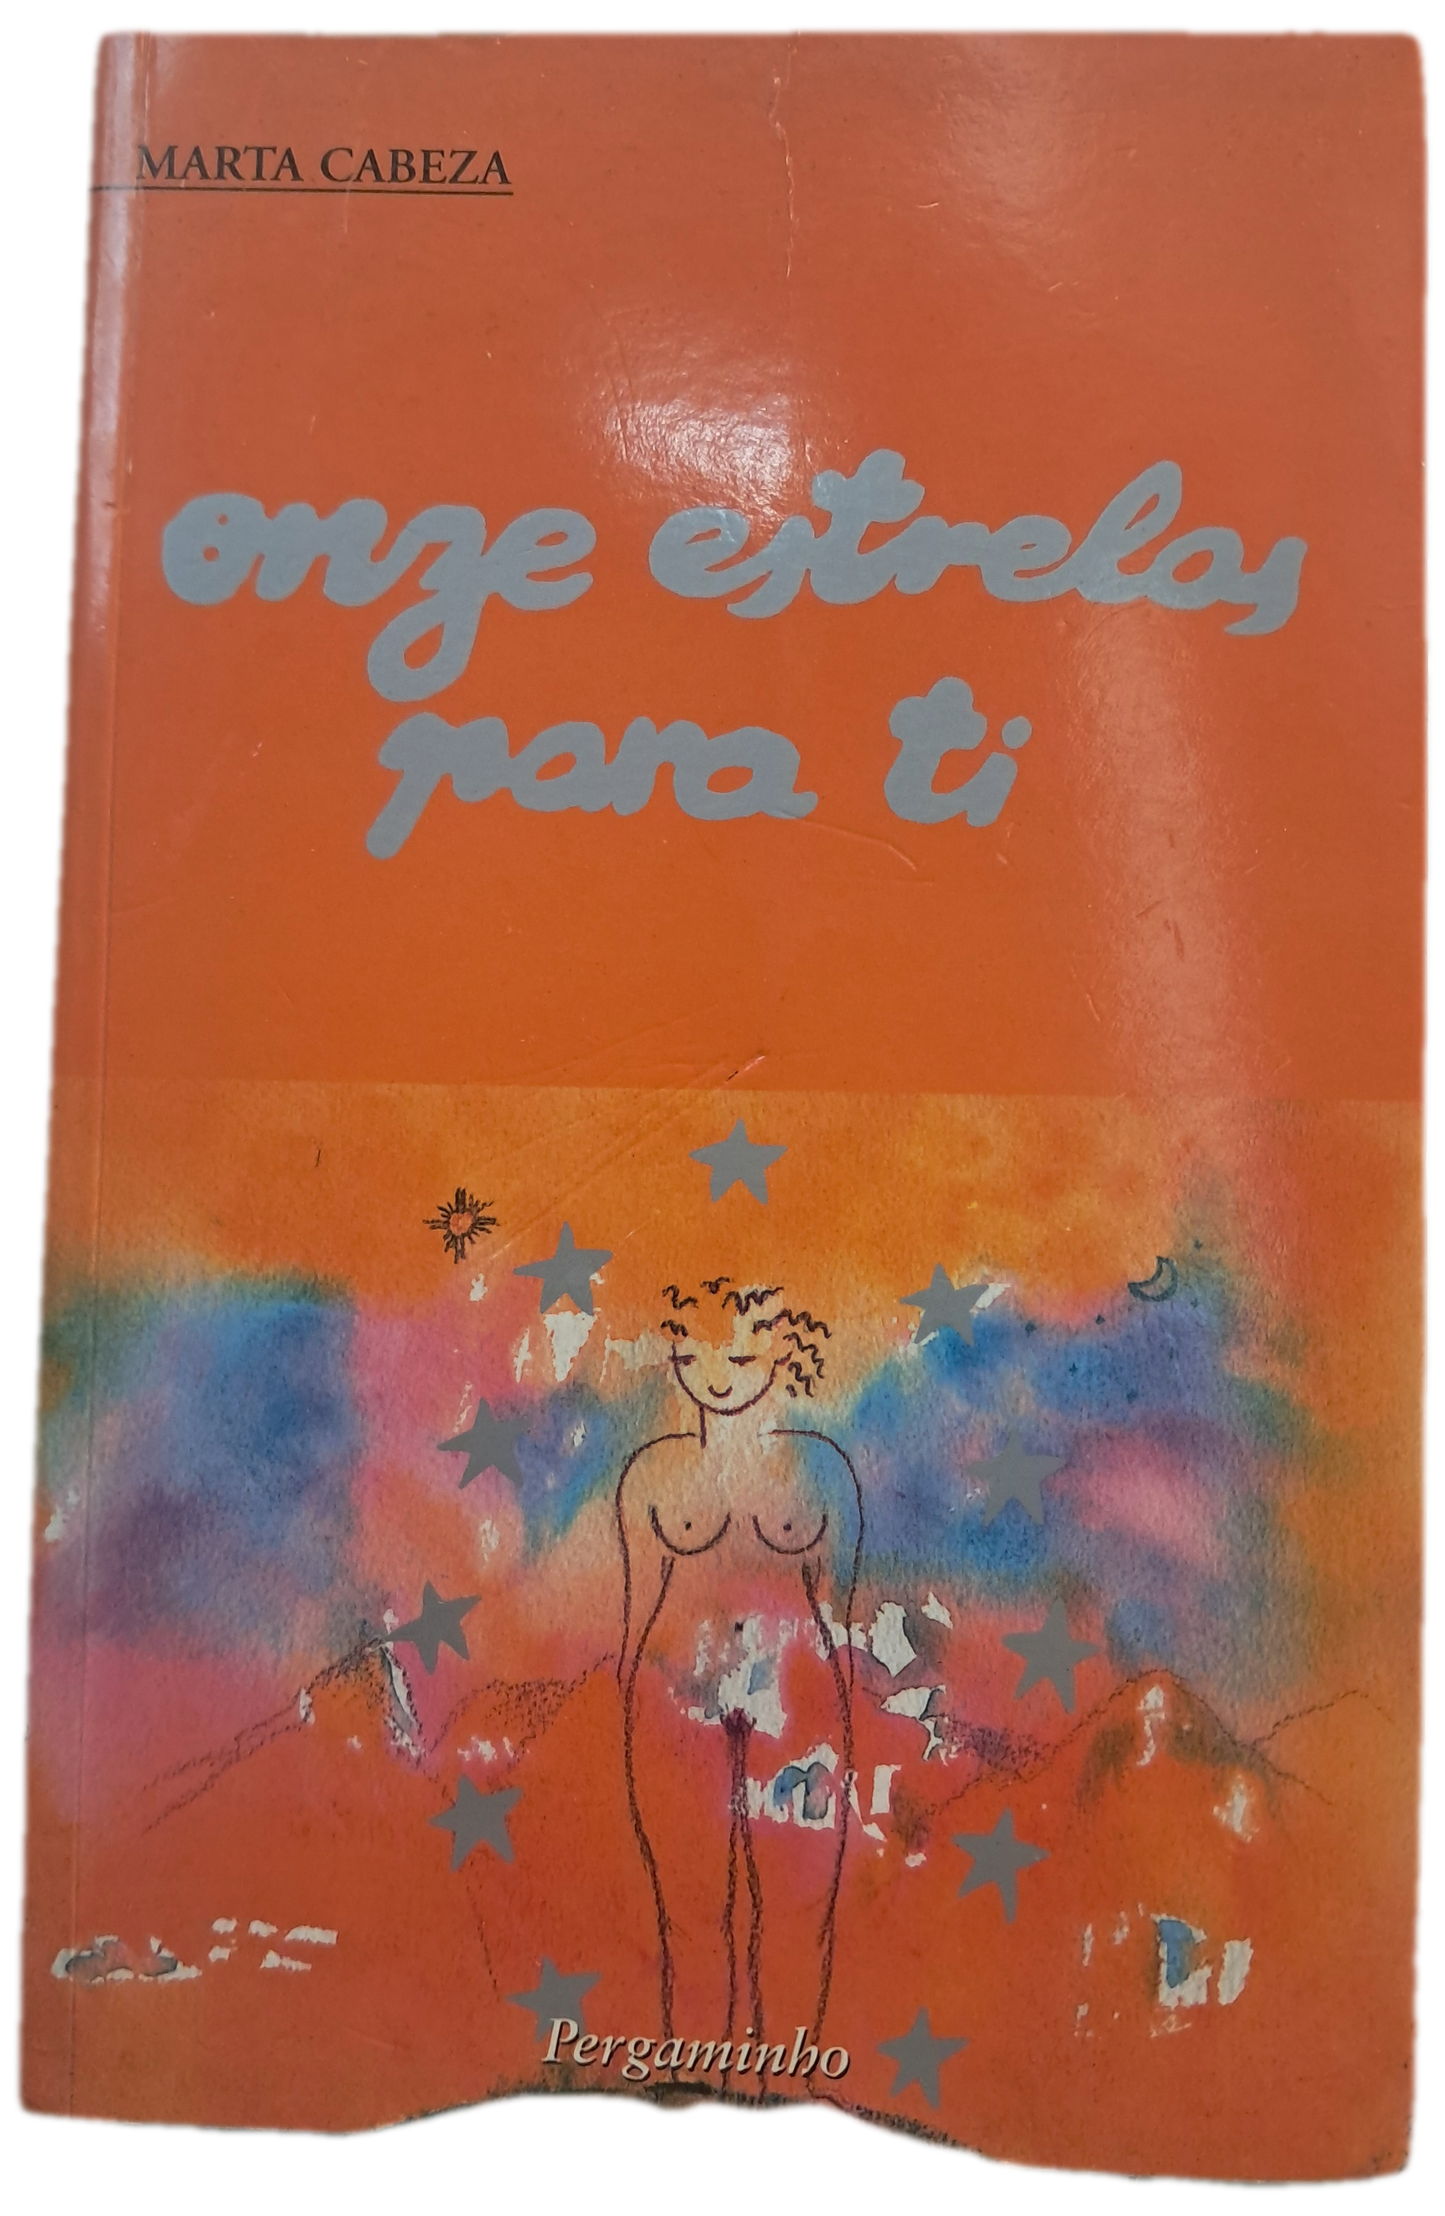 MARTA CABEZA
onze estrelas
para ti
Pergaminho